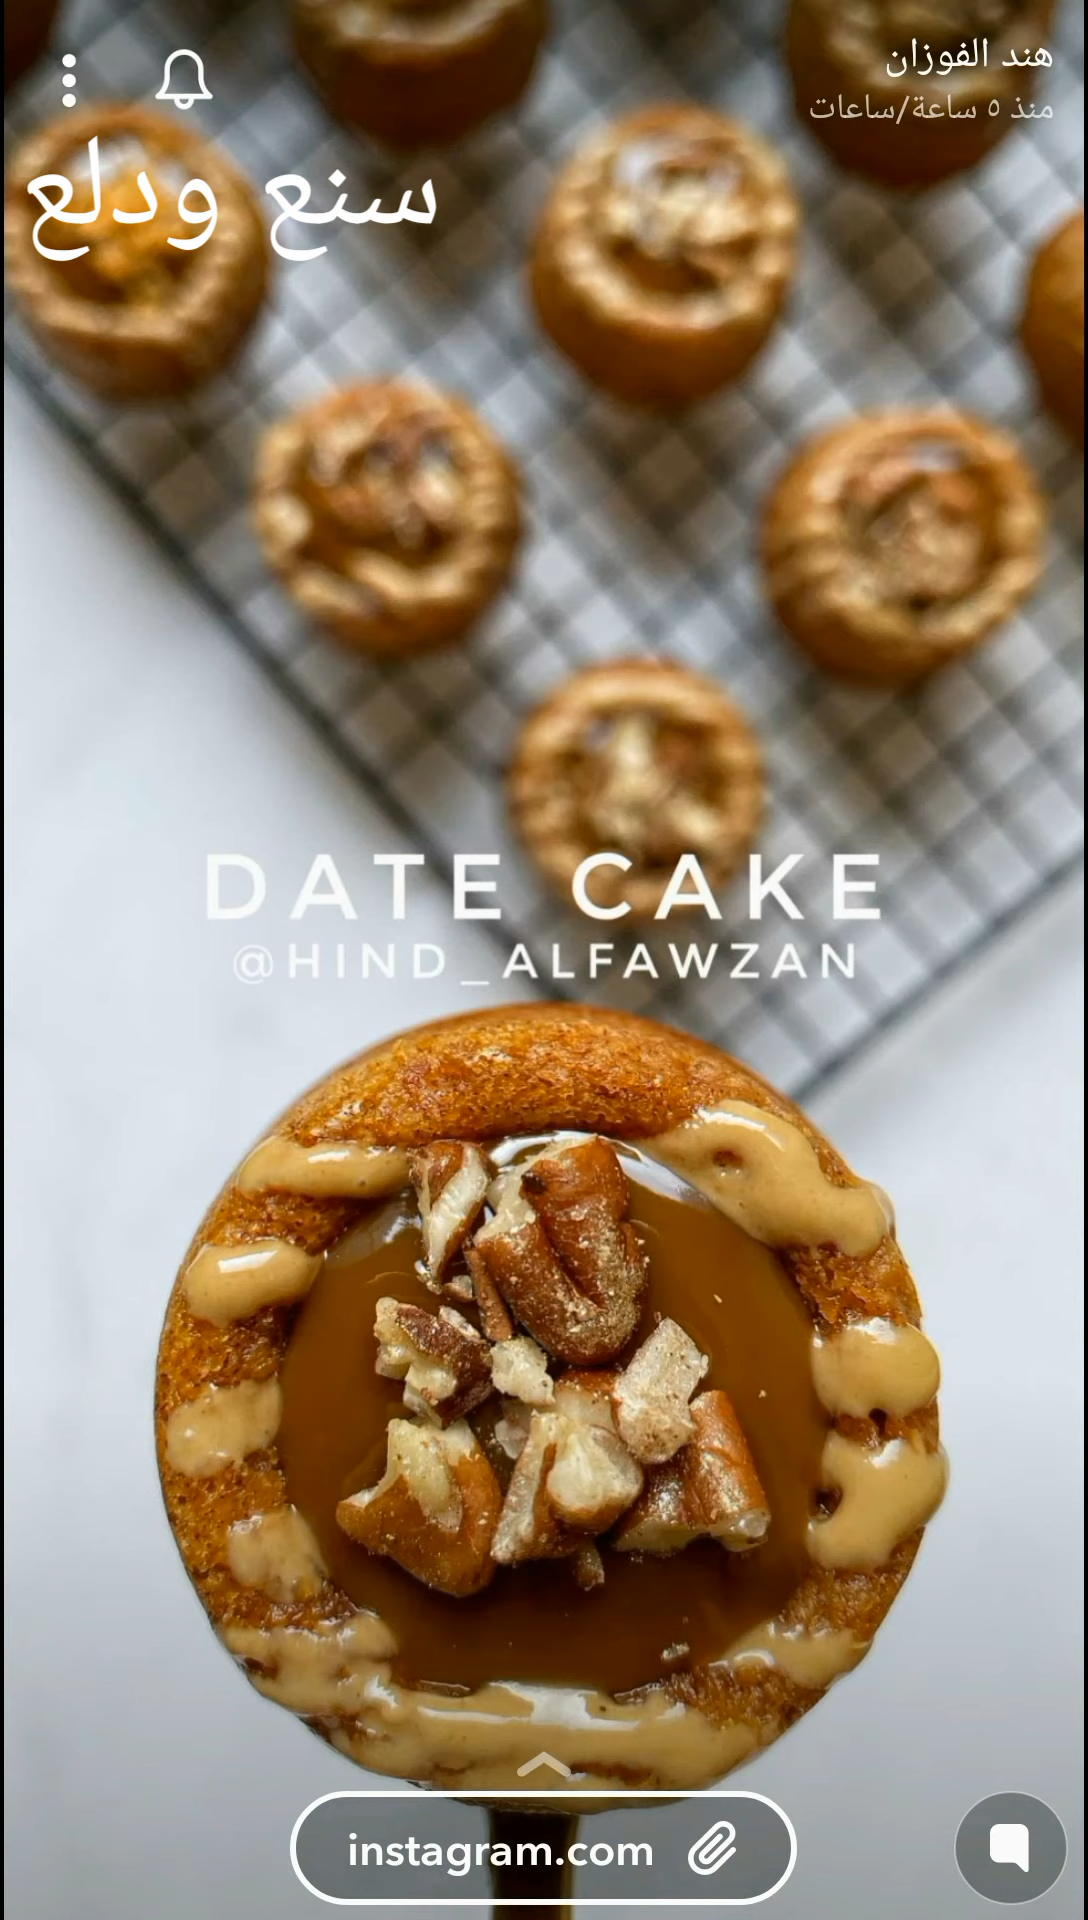 هند الفوزان
منذ ٥ ساعة/ساعات
سنع ودلع
DATE CAKE
@HIND_ALFAWZAN
instagram.com